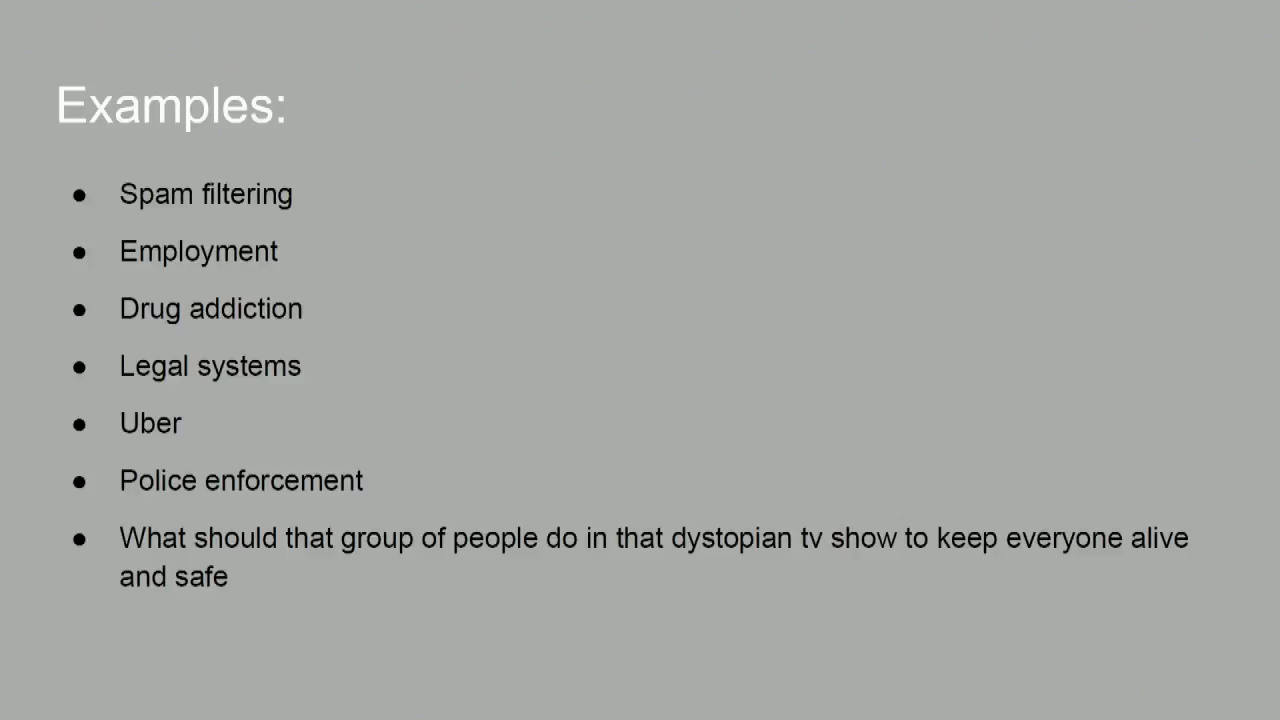 Examples:
● Spam filtering
● Employment
● Drug addiction
● Legal systems
● Uber
● Police enforcement
● What should that group of people do in that dystopian tv show to keep everyone alive
and safe